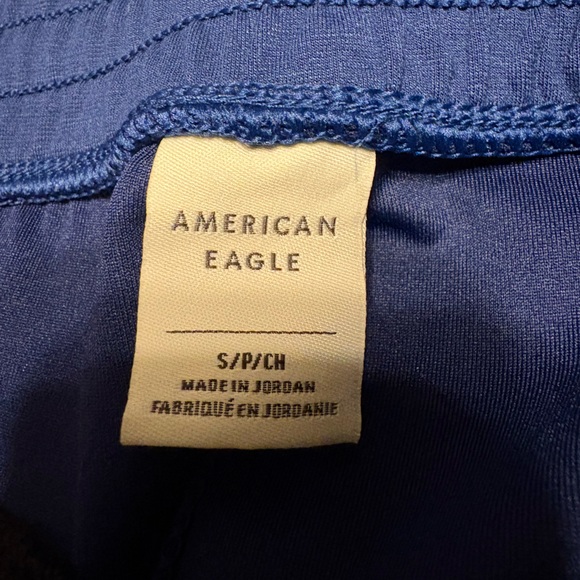 AMERICAN
EAGLE
S/P/CH
MADE IN JORDAN
FABRIQUÉ EN JORDANIE